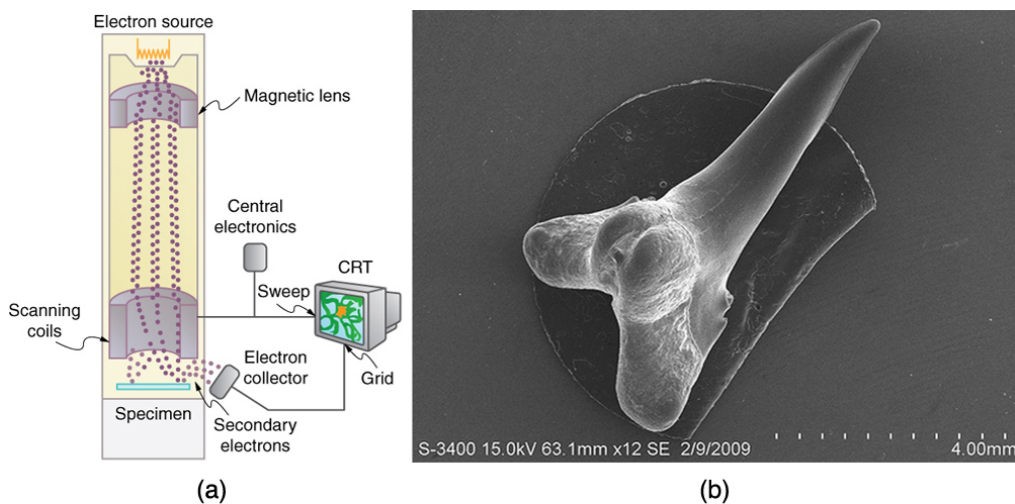 Electron source
Magnetic lens
Central
electronics
CRT
Sweep
Scanning
coils
Electron
collector
Grid
Specimen
Secondary
electrons
(a)
S-3400 15.0kV 63.1mm x12 SE 2/9/2009
4.00mm
(b)